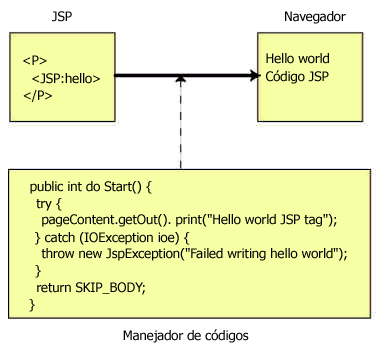 JSP
<P>
<JSP:hello>
</P>
Navegador
Hello world
Código JSP
public int do Start() {
try {
pageContent.getOut(). print("Hello world JSP tag");
} catch (IOException ioe) {
throw new JspException("Failed writing hello world");
}
return SKIP_BODY;
}
Manejador de códigos